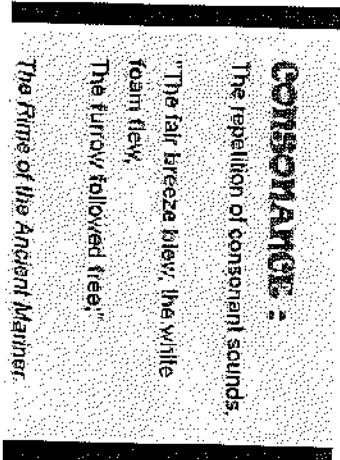 CONSONANCE :
The repetition of consonant sounds.
"The fair breeze blew, the white
foam flew,
The furrow followed free,"
The Rime of the Ancient Mariner.